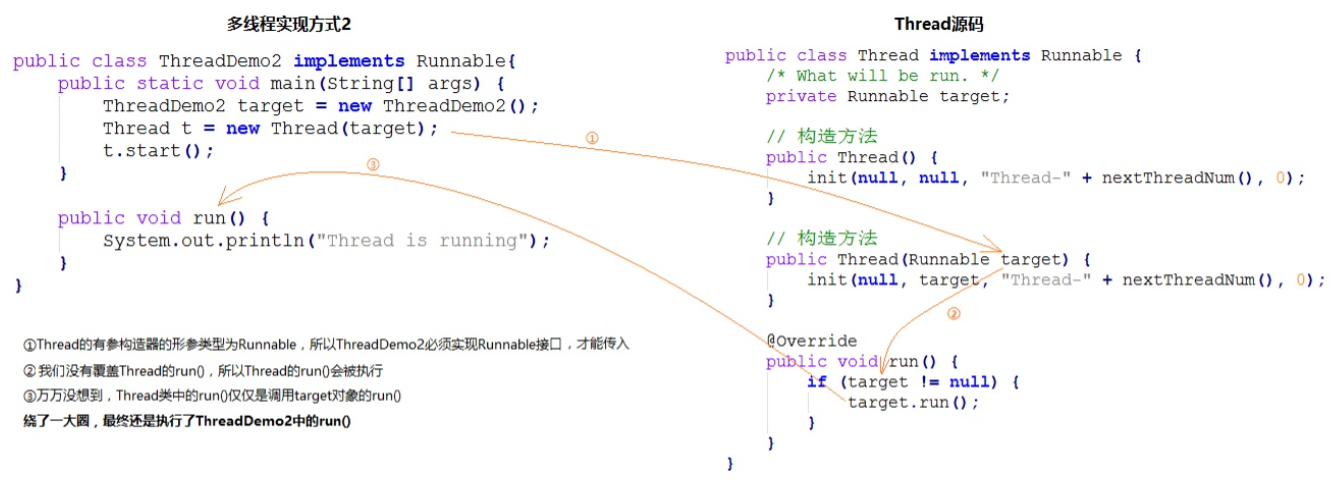 多线程实现方式2
public class ThreadDemo2 implements Runnable{
    public static void main(String[] args) {
        ThreadDemo2 target = new ThreadDemo2();
        Thread t = new Thread(target);
        t.start();
    }
    public void run() {
        System.out.println("Thread is running");
    }
}
①Thread的有参构造器的形参类型为Runnable，所以ThreadDemo2必须实现Runnable接口，才能传入
②我们没有覆盖Thread的run()，所以Thread的run()会被执行
③万万没想到，Thread类中的run()仅仅是调用target对象的run()
绕了一大圈，最终还是执行了ThreadDemo2中的run()
①
③
②
Thread源码
public class Thread implements Runnable {
    /* What will be run. */
    private Runnable target;
    // 构造方法
    public Thread() {
        init(null, null, "Thread-" + nextThreadNum(), 0);
    }
    // 构造方法
    public Thread(Runnable target) {
        init(null, target, "Thread-" + nextThreadNum(), 0);
    }
    @Override
    public void run() {
        if (target != null) {
            target.run();
        }
    }
}